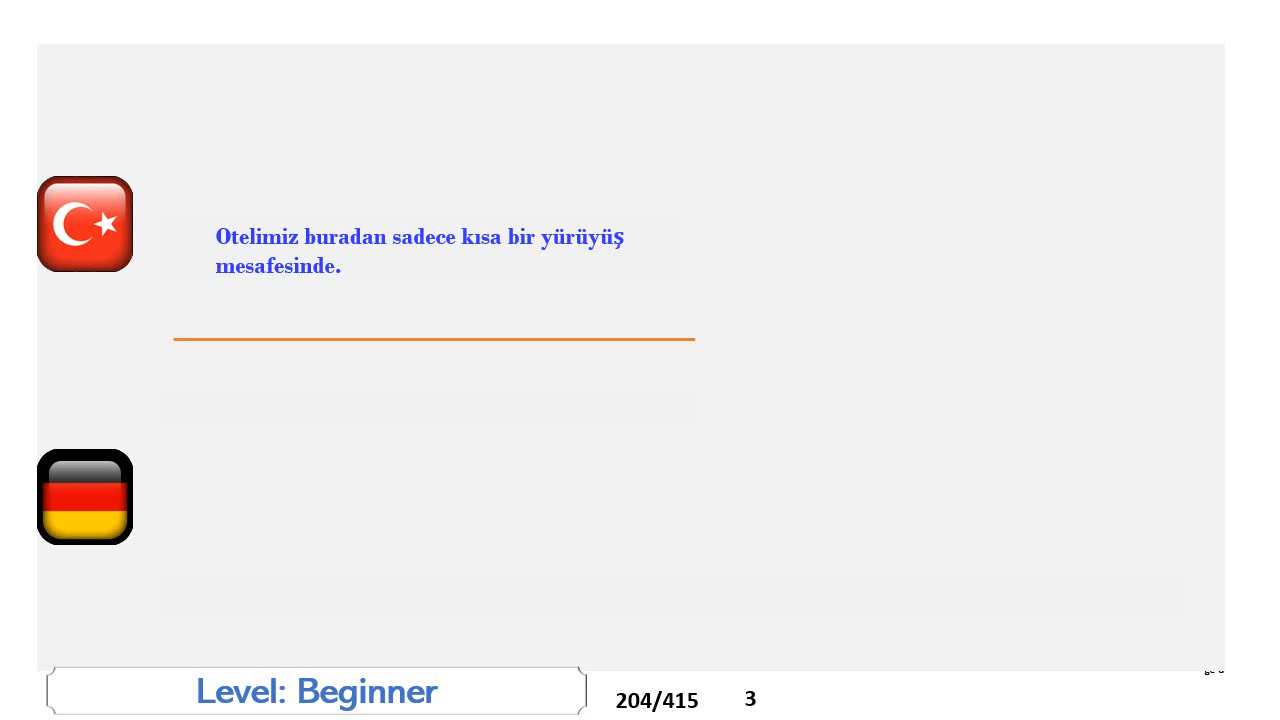 Otelimiz buradan sadece kısa bir yürüyüş
mesafesinde.
Level: Beginner
204/415
3